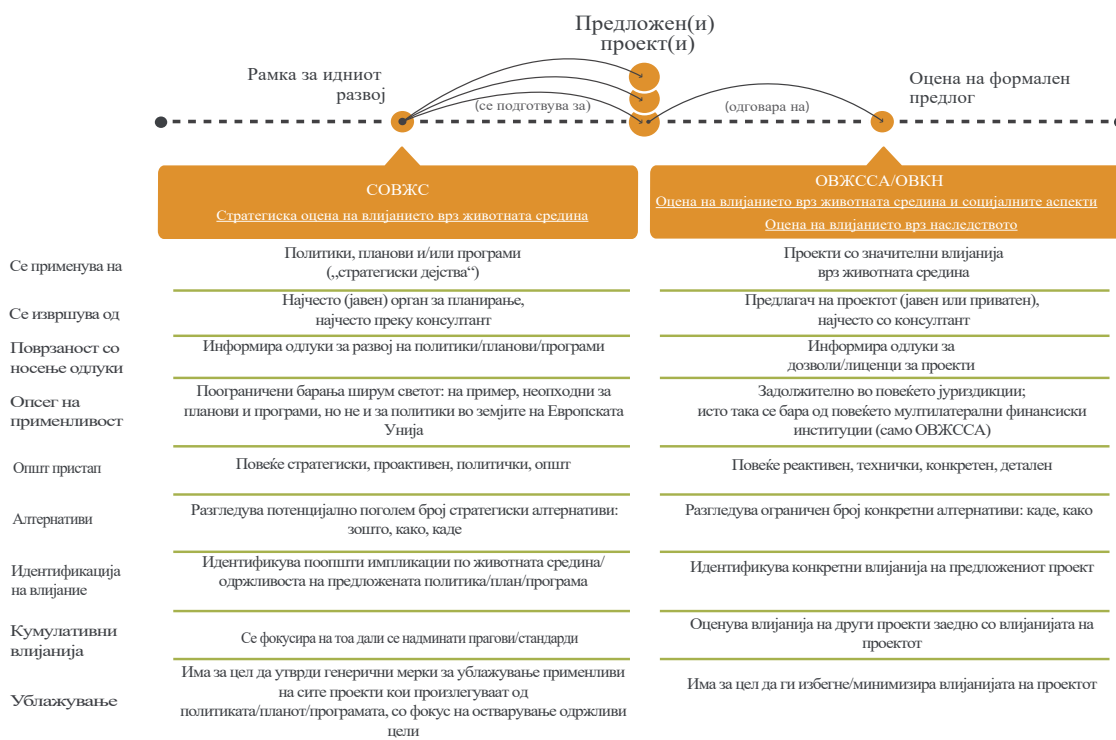 Предложен(и)
проект(и)
Рамка за идниот
развој
Оцена на формален
предлог
(се подготвува за)
(одговара на)
СОВЖС
Стратегиска оцена на влијанието врз животната средина
ОВЖССА/ОВКН
Оцена на влијанието врз животната средина и социјалните аспекти
Оцена на влијанието врз наследството
Се применува на
Политики, планови и/или програми
(„стратегиски дејства“)
Проекти со значителни влијанија
врз животната средина
Се извршува од
Најчесто (јавен) орган за планирање,
најчесто преку консултант
Предлагач на проектот (јавен или приватен),
најчесто со консултант
Поврзаност со
носење одлуки
Информира одлуки за развој на политики/планови/програми
Информира одлуки за
дозволи/лиценци за проекти
Опсег на
применливост
Поограничени барања ширум светот: на пример, неопходни за
планови и програми, но не и за политики во земјите на Европската
Унија
Задолжително во повеќето јуриздикции;
исто така се бара од повеќето мултилатерални финансиски
институции (само ОВЖССА)
Општ пристап
Повеќе стратегиски, проактивен, политички, општ
Повеќе реактивен, технички, конкретен, детален
Алтернативи
Разгледува потенцијално поголем број стратегиски алтернативи:
зошто, како, каде
Разгледува ограничен број конкретни алтернативи: каде, како
Идентификација
на влијание
Идентификува поопшти импликации по животната средина/
одржливоста на предложената политика/план/програма
Идентификува конкретни влијанија на предложениот проект
Кумулативни
влијанија
Се фокусира на тоа дали се надминати прагови/стандарди
Оценува влијанија на други проекти заедно со влијанијата на
проектот
Ублажување
Има за цел да утврди генерички мерки за ублажување применливи
на сите проекти кои произлегуваат од
политиката/планот/програмата, со фокус на остварување одржливи
цели
Има за цел да ги избегне/минимизира влијанијата на проектот